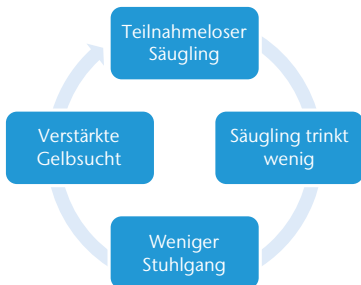 Teilnahmeloser
Säugling
Säugling trinkt
wenig
Weniger
Stuhlgang
Verstärkte
Gelbsucht